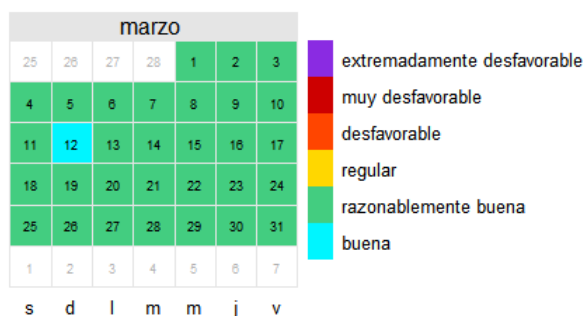 marzo
25 26 27 28 1 2 3
4 5 6 7 8 9 10
11 12 13 14 15 16 17
18 19 20 21 22 23 24
25 26 27 28 29 30 31
1 2 3 4 5 6 7
s d l m m j v
extremadamente desfavorable
muy desfavorable
desfavorable
regular
razonablemente buena
buena